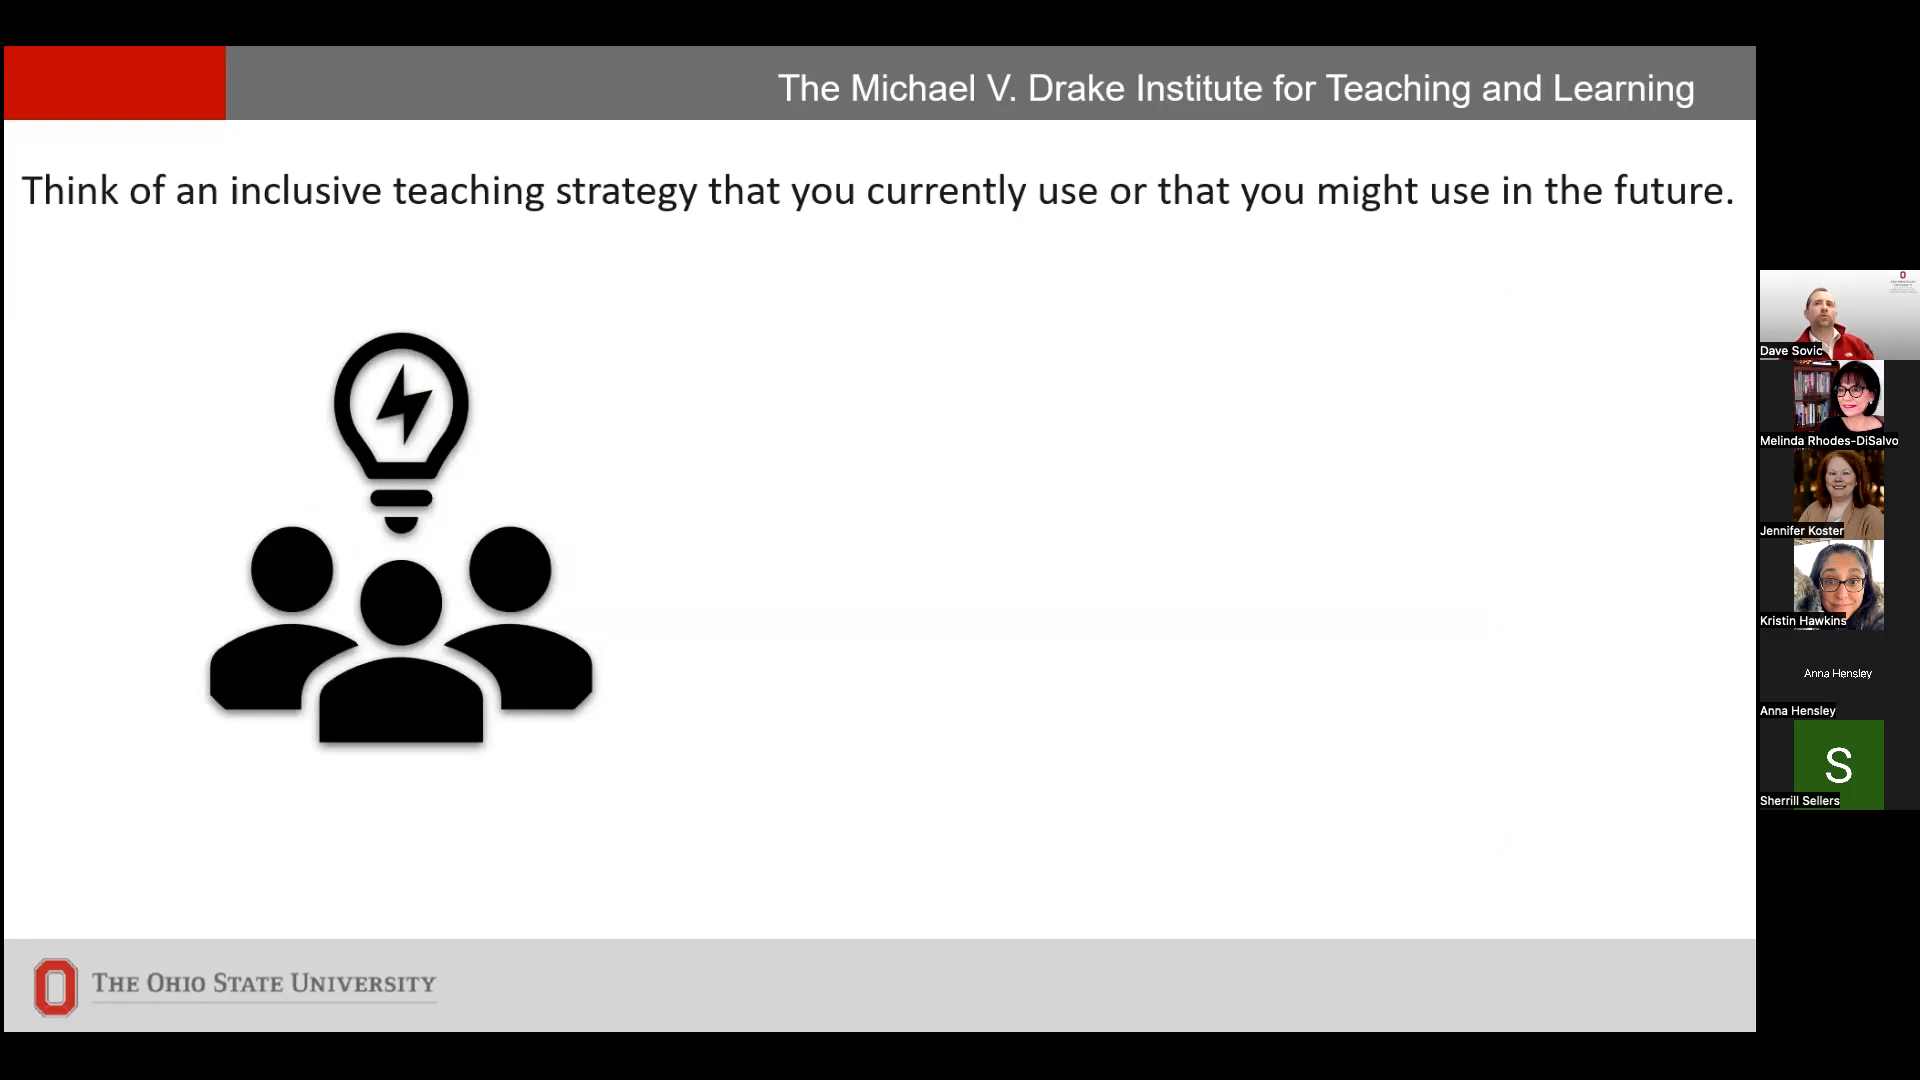 The Michael V. Drake Institute for Teaching and Learning
Think of an inclusive teaching strategy that you currently use or that you might use in the future.
Dave Sovic
Melinda Rhodes-DiSalvo
Jennifer Koster
Kristin Hawkins
Anna Hensley
Anna Hensley
S
Sherrill Sellers
THE OHIO STATE UNIVERSITY